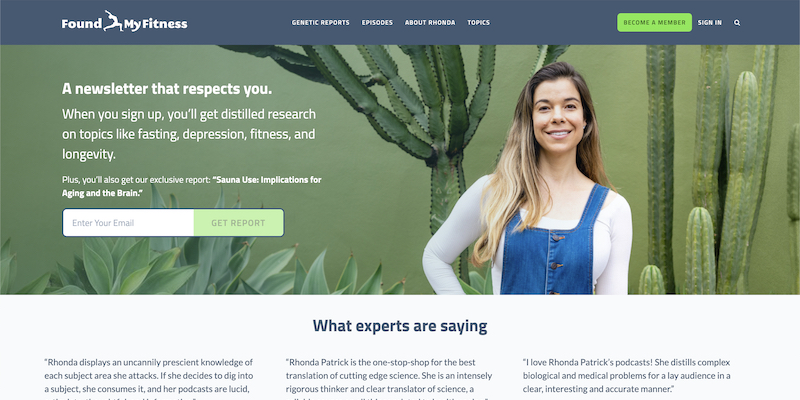 Found MyFitness
GENETIC REPORTS EPISODES ABOUT RHONDA TOPICS
BECOME A MEMBER SIGN IN
A newsletter that respects you.
When you sign up, you’ll get distilled research
on topics like fasting, depression, fitness, and
longevity.
Plus, you’ll also get our exclusive report: “Sauna Use: Implications for
Aging and the Brain.”
Enter Your Email GET REPORT
What experts are saying
“Rhonda displays an uncannily prescient knowledge of
each subject area she attacks. If she decides to dig into
a subject, she consumes it, and her podcasts are lucid,
“Rhonda Patrick is the one-stop-shop for the best
translation of cutting edge science. She is an intensely
rigorous thinker and clear translator of science, a
“I love Rhonda Patrick’s podcasts! She distills complex
biological and medical problems for a lay audience in a
clear, interesting and accurate manner.”